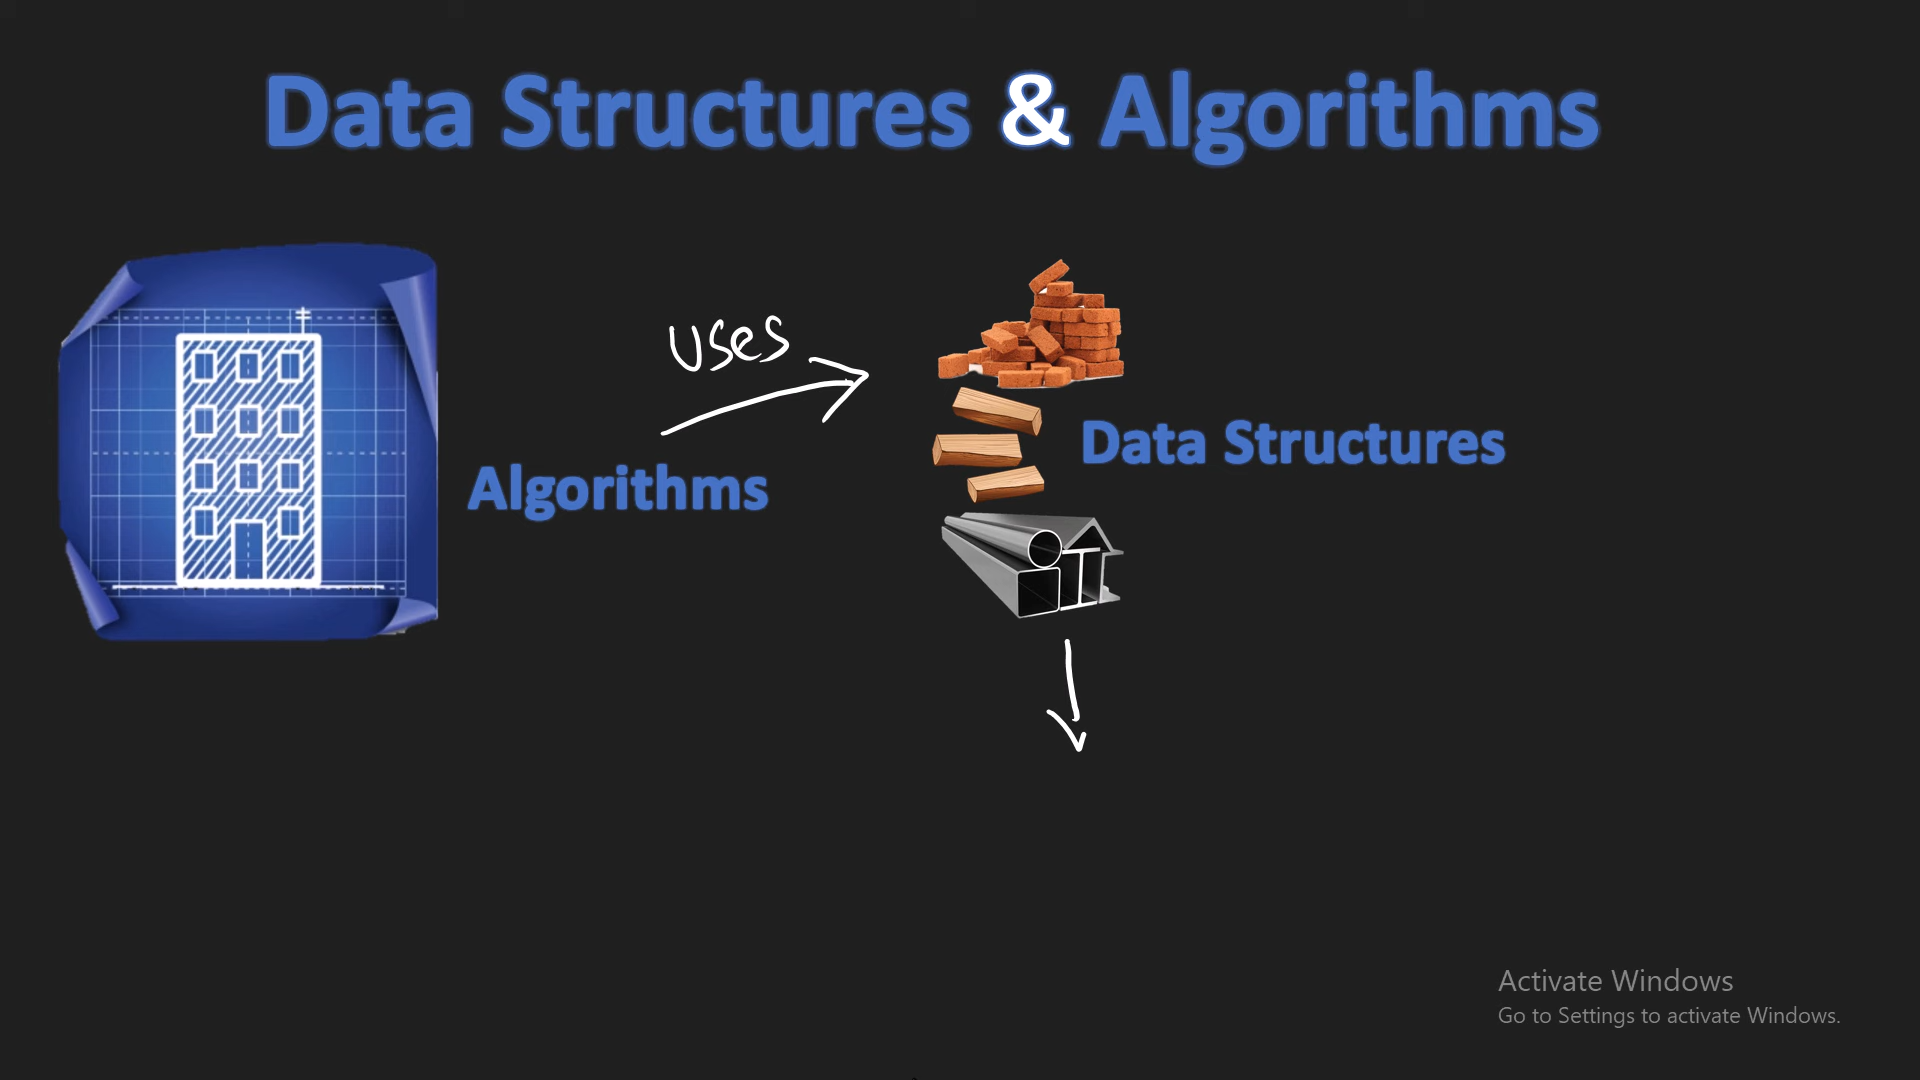 Data Structures & Algorithms
uses
Data Structures
Algorithms
Activate Windows
Go to Settings to activate Windows.